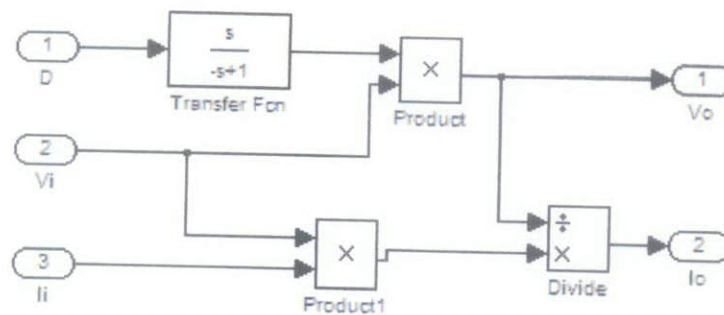 1
D
s
-s+1
Transfer Fcn
×
Product
1
Vo
2
Vi
3
Ii
×
Product1
÷
×
Divide
2
Io